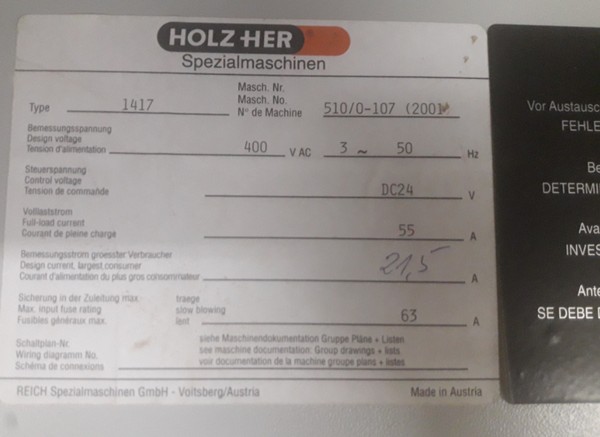 HOLZ-HER
Spezialmaschinen
Masch. Nr.
Masch. No.
Type 1417 N° de Machine 510/0-107 (2001
Bemessungsspannung
Design voltage
Tension d'alimentation 400 V AC 3 ~ 50 Hz
Steuerspannung
Control voltage
Tension de commande DC24 V
Vollaststrom
Full-load current
Courant de pleine charge 55 A
Bemessungsstrom groesster Verbraucher
Design current, largest consumer
Courant d'alimentation du plus gros consommateur 21,5 A
Sicherung in der Zuleitung max. traege
Max. input fuse rating slow blowing
Fusibles généraux max. lent 63 A
Schaltplan-Nr. siehe Maschinendokumentation Gruppe Pläne + Listen
Wiring diagramm No. see maschine documentation: Group drawings + lists
Schéma de connexions voir documentation de la machine groupe plans + listes
REICH Spezialmaschinen GmbH - Voitsberg/Austria Made in Austria
Vor Austausc
FEHLE
Be
DETERMI
Ava
INVES
Ante
SE DEBE D